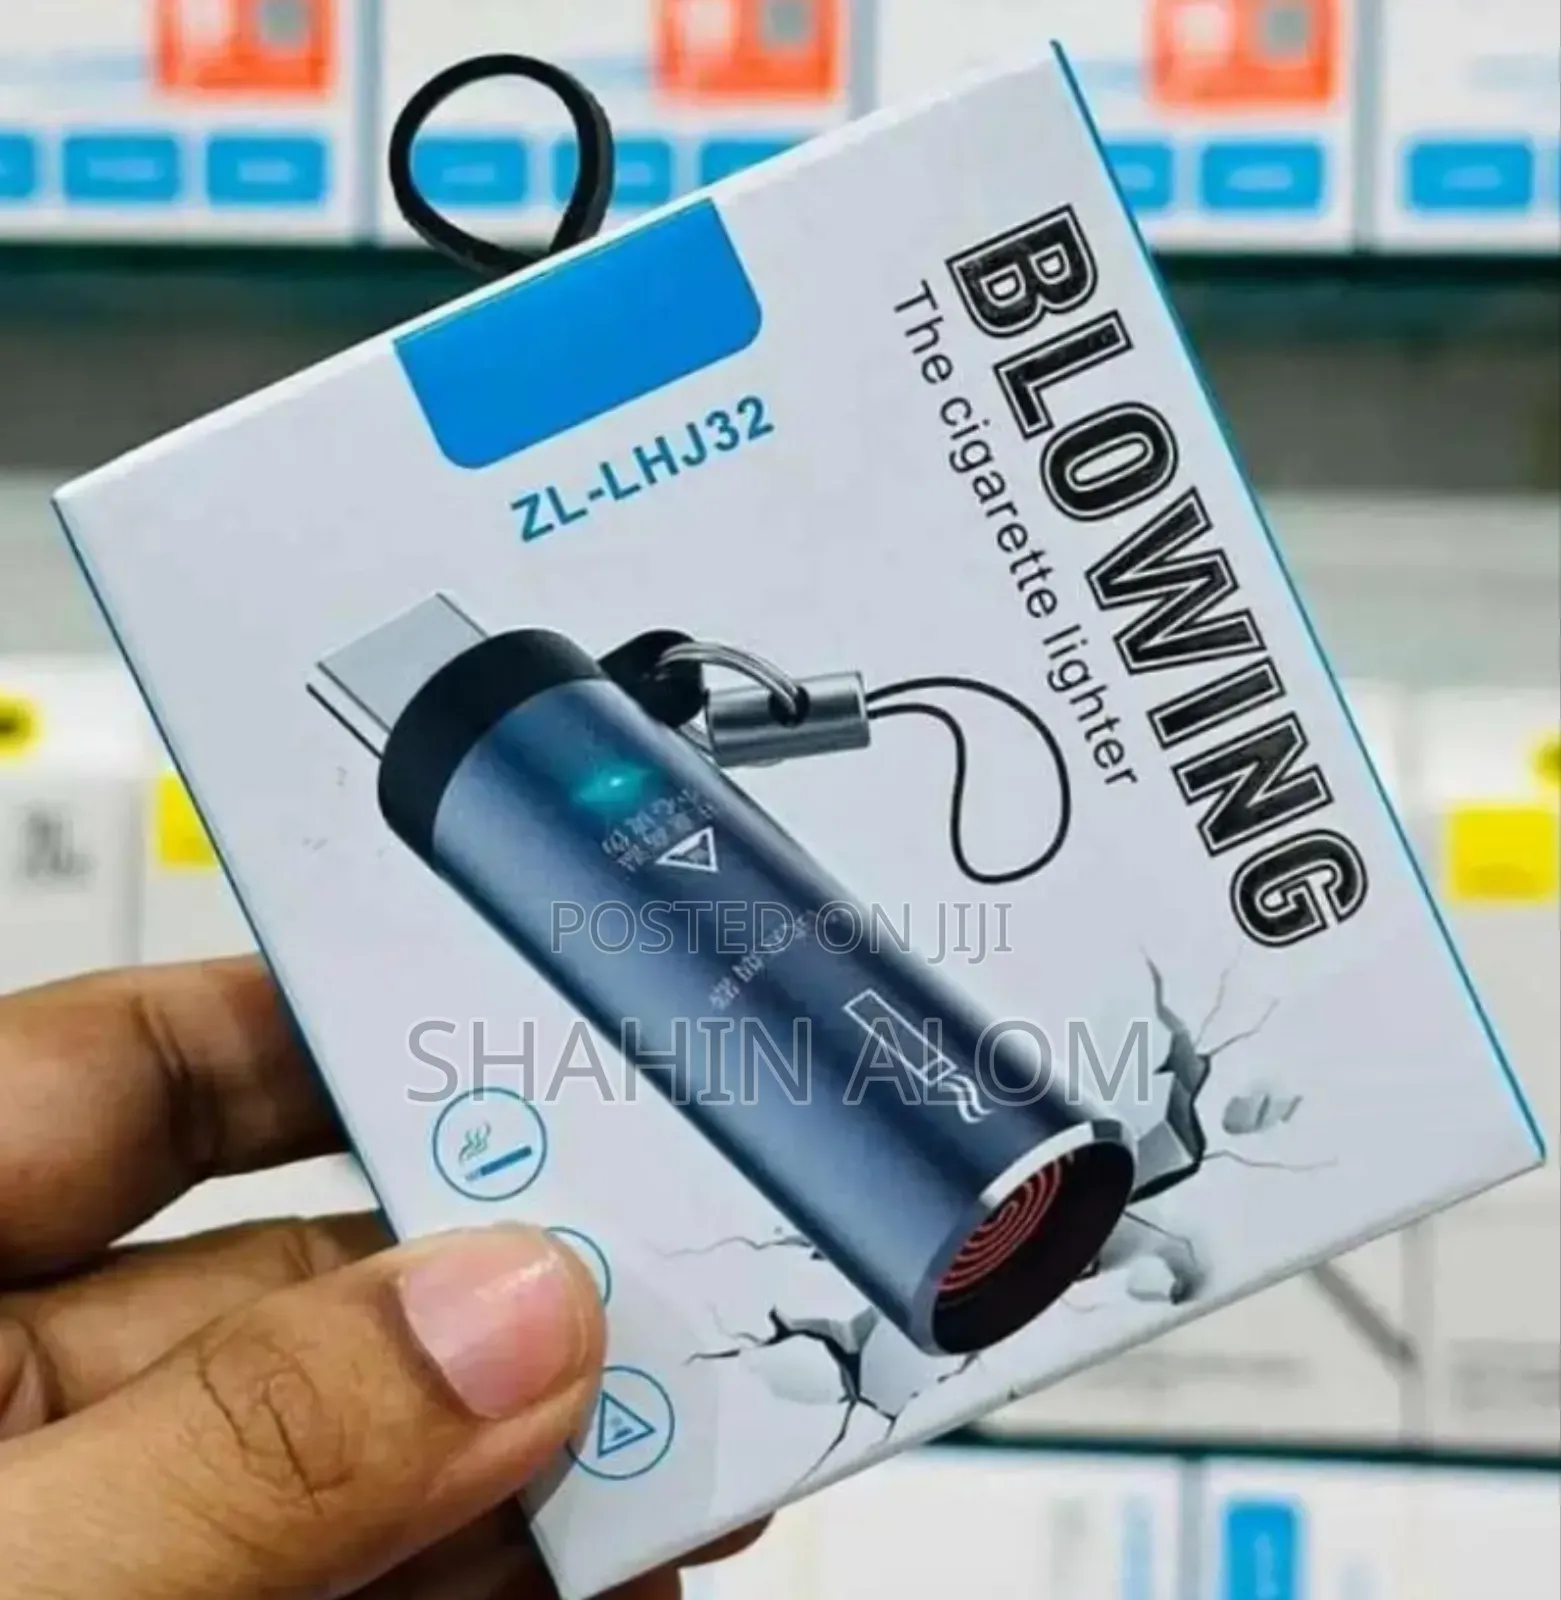 ZL-LHJ32
BLOWING
The cigarette lighter
POSTED ON JIJI
SHAHIN ALOM